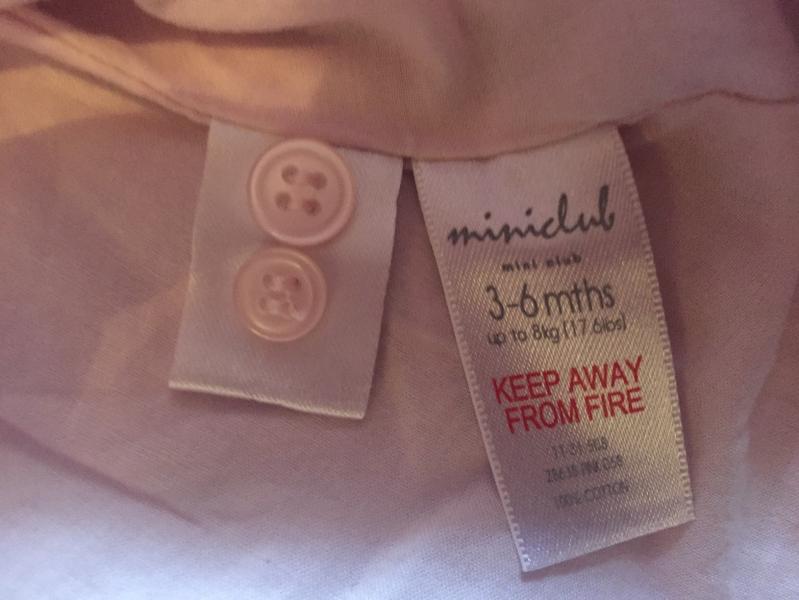 miniclub
mini club
3-6 mths
up to 8kg (17.6lbs)
KEEP AWAY
FROM FIRE
100% COTTON